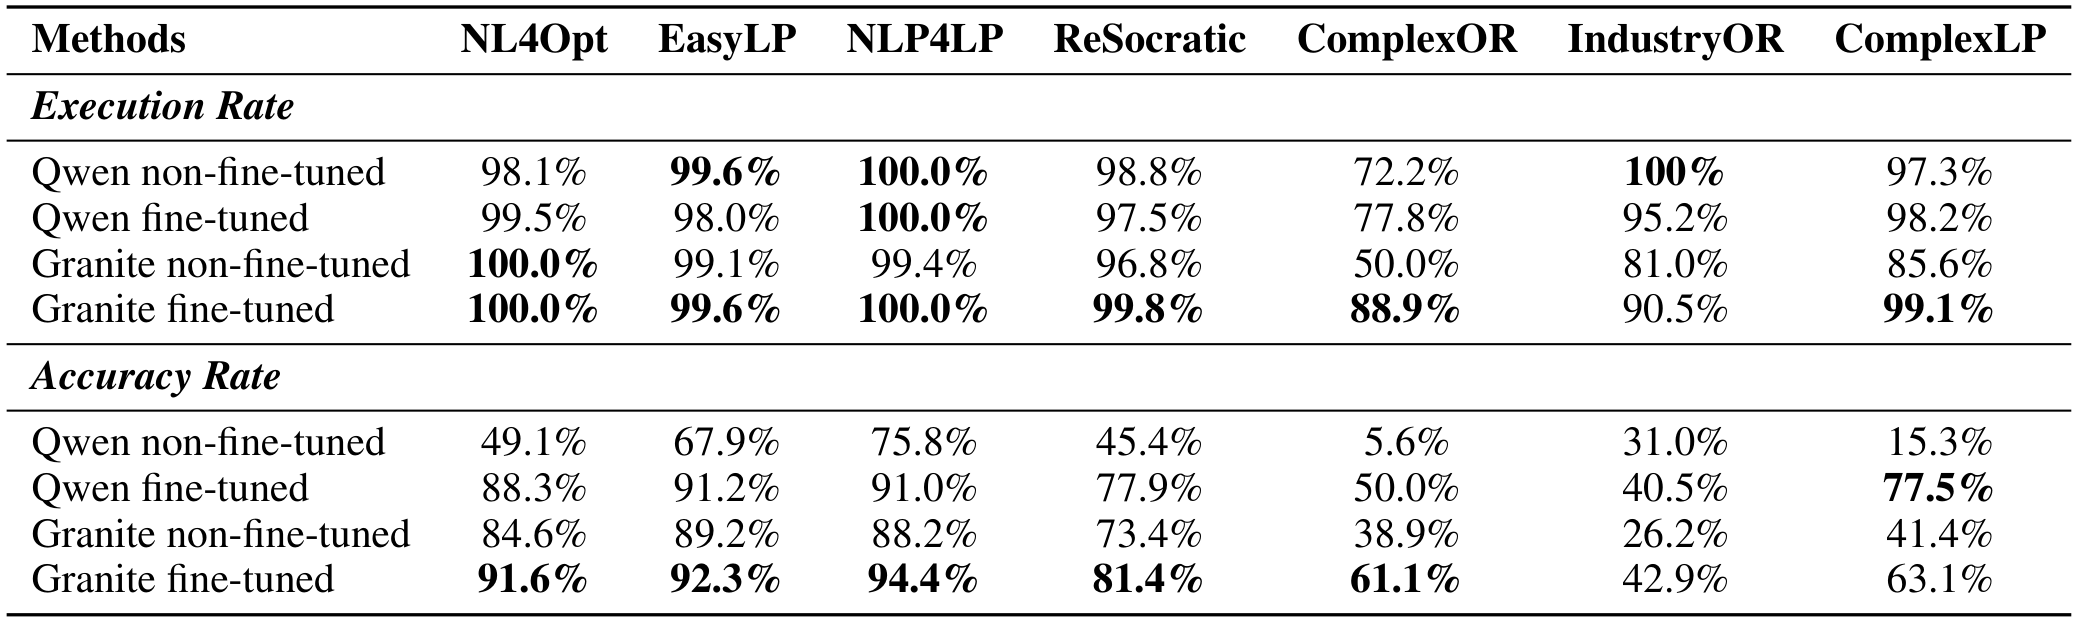 Methods NL4Opt EasyLP NLP4LP ReSocratic ComplexOR IndustryOR ComplexLP
Execution Rate
Qwen non-fine-tuned 98.1% 99.6% 100.0% 98.8% 72.2% 100% 97.3%
Qwen fine-tuned 99.5% 98.0% 100.0% 97.5% 77.8% 95.2% 98.2%
Granite non-fine-tuned 100.0% 99.1% 99.4% 96.8% 50.0% 81.0% 85.6%
Granite fine-tuned 100.0% 99.6% 100.0% 99.8% 88.9% 90.5% 99.1%
Accuracy Rate
Qwen non-fine-tuned 49.1% 67.9% 75.8% 45.4% 5.6% 31.0% 15.3%
Qwen fine-tuned 88.3% 91.2% 91.0% 77.9% 50.0% 40.5% 77.5%
Granite non-fine-tuned 84.6% 89.2% 88.2% 73.4% 38.9% 26.2% 41.4%
Granite fine-tuned 91.6% 92.3% 94.4% 81.4% 61.1% 42.9% 63.1%